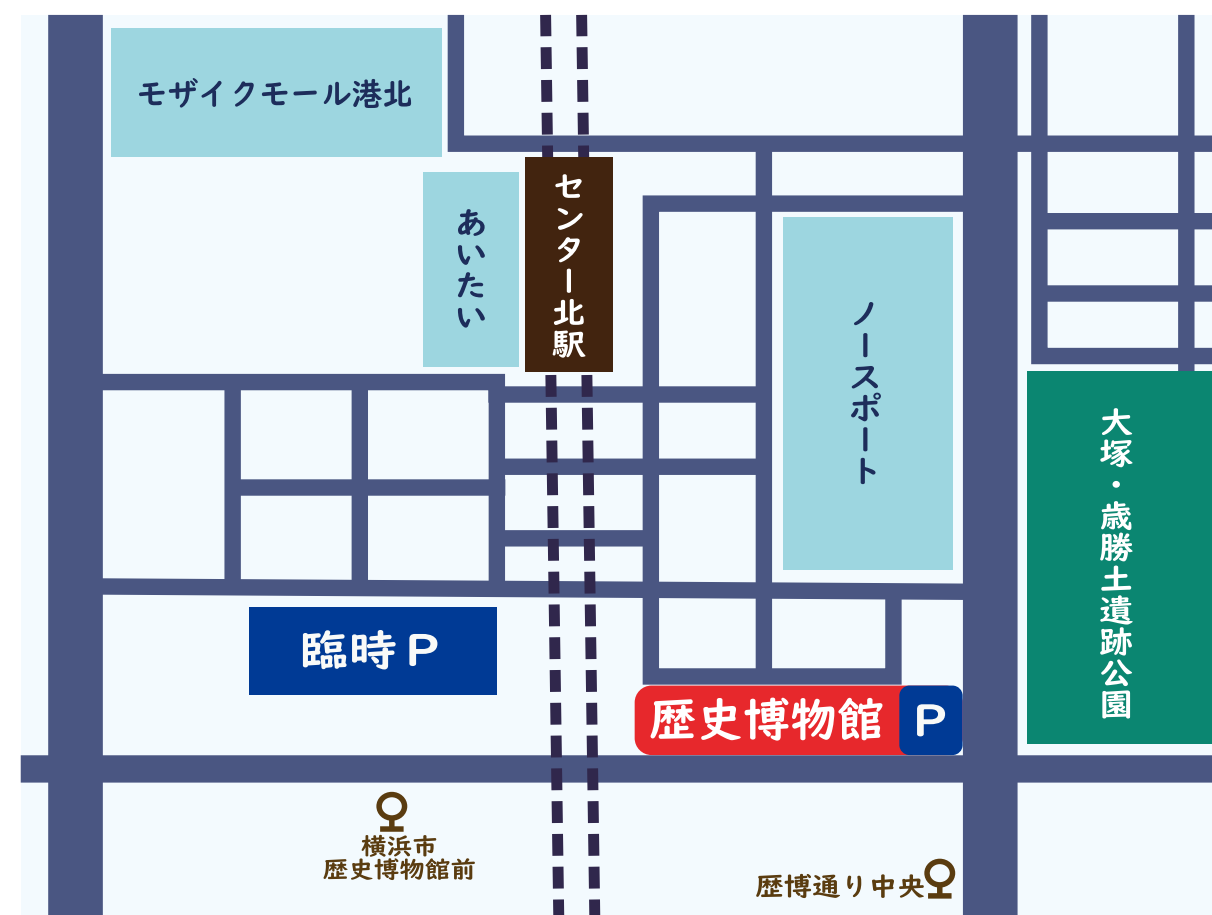 モザイクモール港北
あいたい
センター北駅
ノースポート
大塚・歳勝土遺跡公園
臨時P
歴史博物館
P
横浜市
歴史博物館前
歴博通り中央